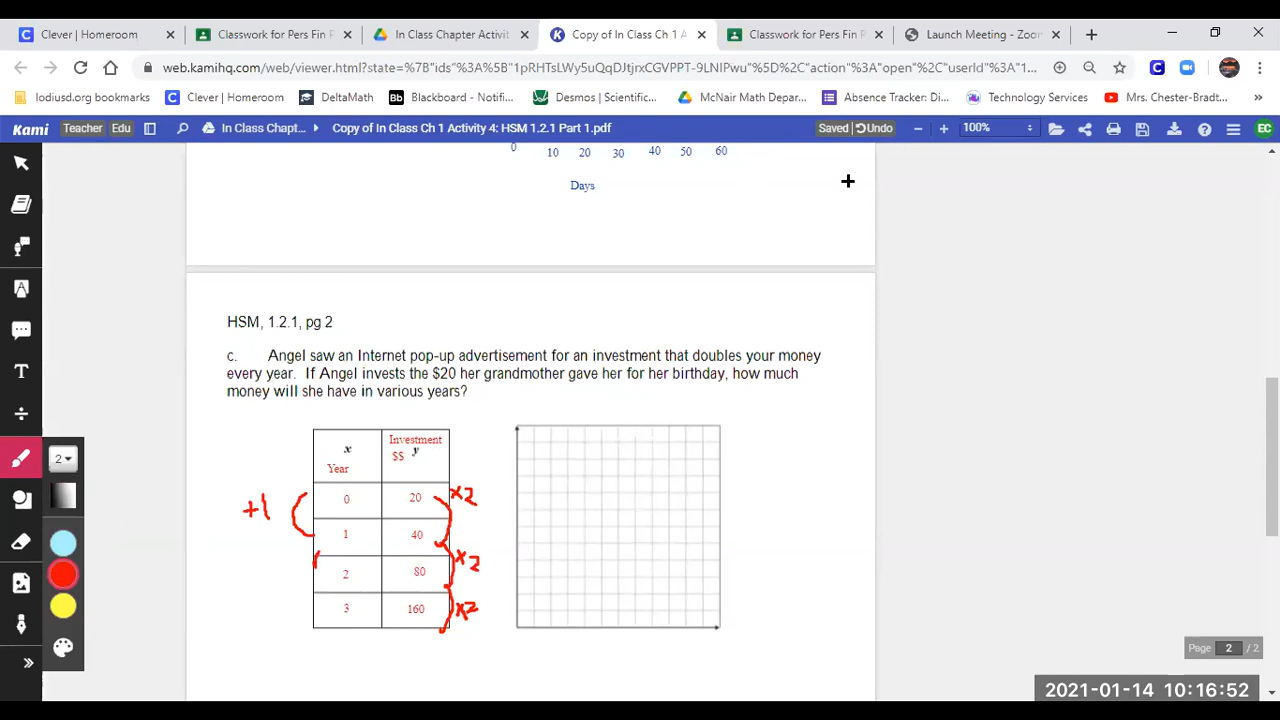 Clever | Homeroom
Classwork for Pers Fin F
In Class Chapter Activit
Copy of In Class Ch 1 A
Classwork for Pers Fin R
Launch Meeting - Zoo
web.kamihq.com/web/viewer.html?state=%7B"ids"%3A%5B"1pRHTsLWy5uQqDJtjrxCGVPPT-9LNIPwu"%5D%2C"action"%3A"open"%2C"userId"%3A"1...
lodiusd.org bookmarks
Clever | Homeroom
DeltaMath
Bb Blackboard - Notifi...
Desmos | Scientific...
McNair Math Depar...
Absence Tracker: Di...
Technology Services
Mrs. Chester-Bradt...
Kami Teacher Edu
In Class Chapt...
Copy of In Class Ch 1 Activity 4: HSM 1.2.1 Part 1.pdf
Saved Undo
100%
EC
0 10 20 30 40 50 60
Days
HSM, 1.2.1, pg 2
c. Angel saw an Internet pop-up advertisement for an investment that doubles your money
every year. If Angel invests the $20 her grandmother gave her for her birthday, how much
money will she have in various years?
x Year
Investment $$ y
0 20
1 40
2 80
3 160
+1
x2
x2
x2
2
Page 2 / 2
2021-01-14 10:16:52